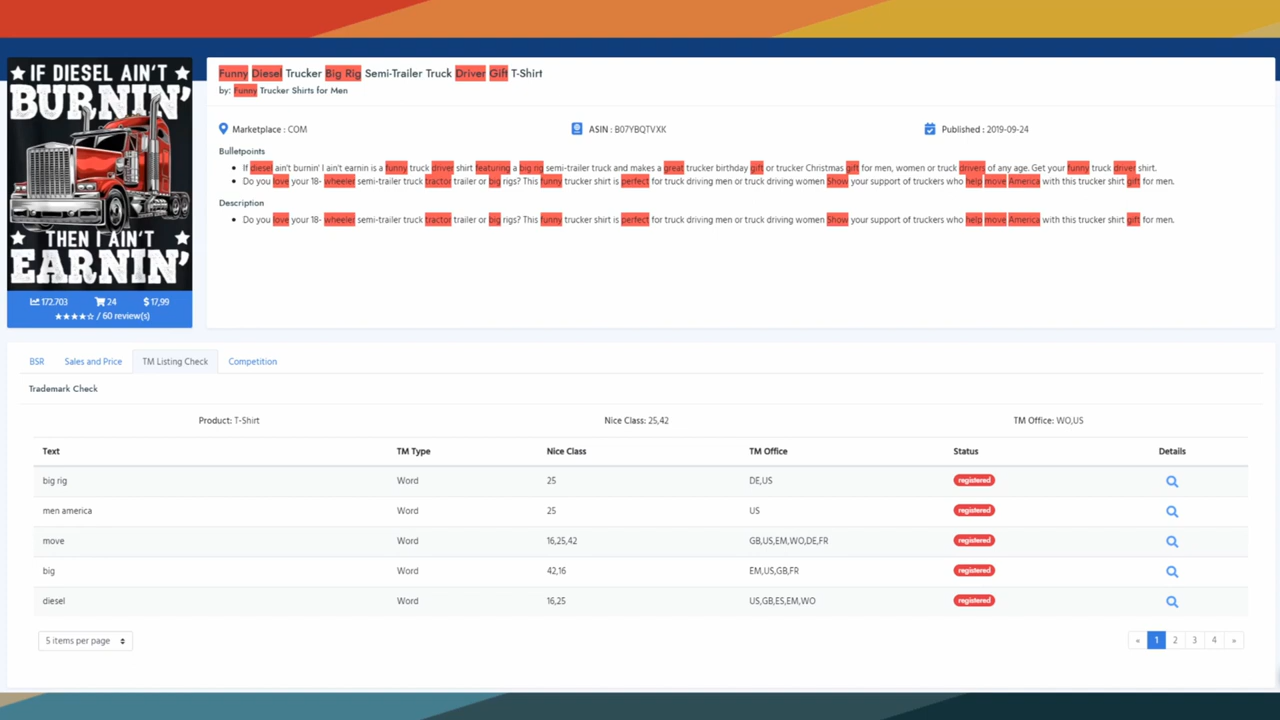 IF DIESEL AIN'T
BURNIN'
THEN I AIN'T
EARNIN'
172.703 24 $ 17,99
/ 60 review(s)
Funny Diesel Trucker Big Rig Semi-Trailer Truck Driver Gift T-Shirt
by: Funny Trucker Shirts for Men
Marketplace : COM ASIN : B07YBQTVXK Published : 2019-09-24
Bulletpoints
• If diesel ain't burnin' I ain't earnin is a funny truck driver shirt featuring a big rig semi-trailer truck and makes a great trucker birthday gift or trucker Christmas gift for men, women or truck drivers of any age. Get your funny truck driver shirt.
• Do you love your 18- wheeler semi-trailer truck tractor trailer or big rigs? This funny trucker shirt is perfect for truck driving men or truck driving women Show your support of truckers who help move America with this trucker shirt gift for men.
Description
• Do you love your 18- wheeler semi-trailer truck tractor trailer or big rigs? This funny trucker shirt is perfect for truck driving men or truck driving women Show your support of truckers who help move America with this trucker shirt gift for men.
BSR Sales and Price TM Listing Check Competition
Trademark Check
Product: T-Shirt Nice Class: 25,42 TM Office: WO,US
Text TM Type Nice Class TM Office Status Details
big rig Word 25 DE,US registered
men america Word 25 US registered
move Word 16,25,42 GB,US,EM,WO,DE,FR registered
big Word 42,16 EM,US,GB,FR registered
diesel Word 16,25 US,GB,ES,EM,WO registered
5 items per page « 1 2 3 4 »